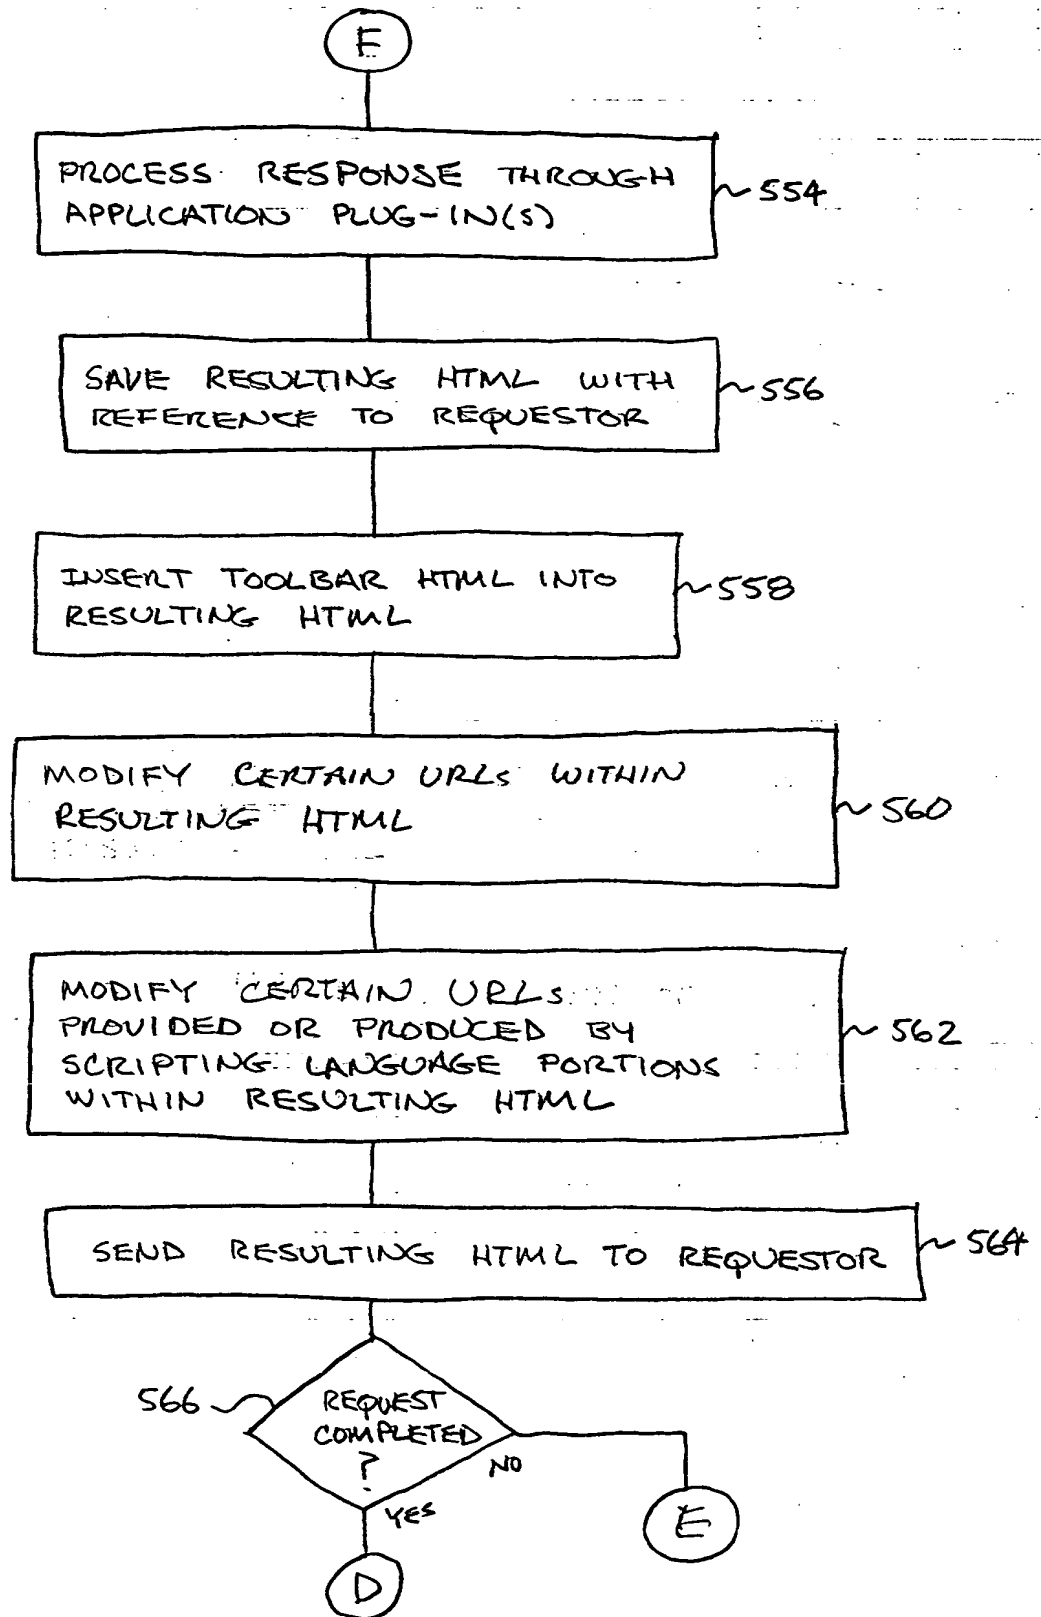 F
PROCESS RESPONSE THROUGH
APPLICATION PLUG-IN(S)
554
SAVE RESULTING HTML WITH
REFERENCE TO REQUESTOR
556
INSERT TOOLBAR HTML INTO
RESULTING HTML
558
MODIFY CERTAIN URLs WITHIN
RESULTING HTML
560
MODIFY CERTAIN URLs
PROVIDED OR PRODUCED BY
SCRIPTING LANGUAGE PORTIONS
WITHIN RESULTING HTML
562
SEND RESULTING HTML TO REQUESTOR
564
566
REQUEST
COMPLETED
?
NO
YES
E
D